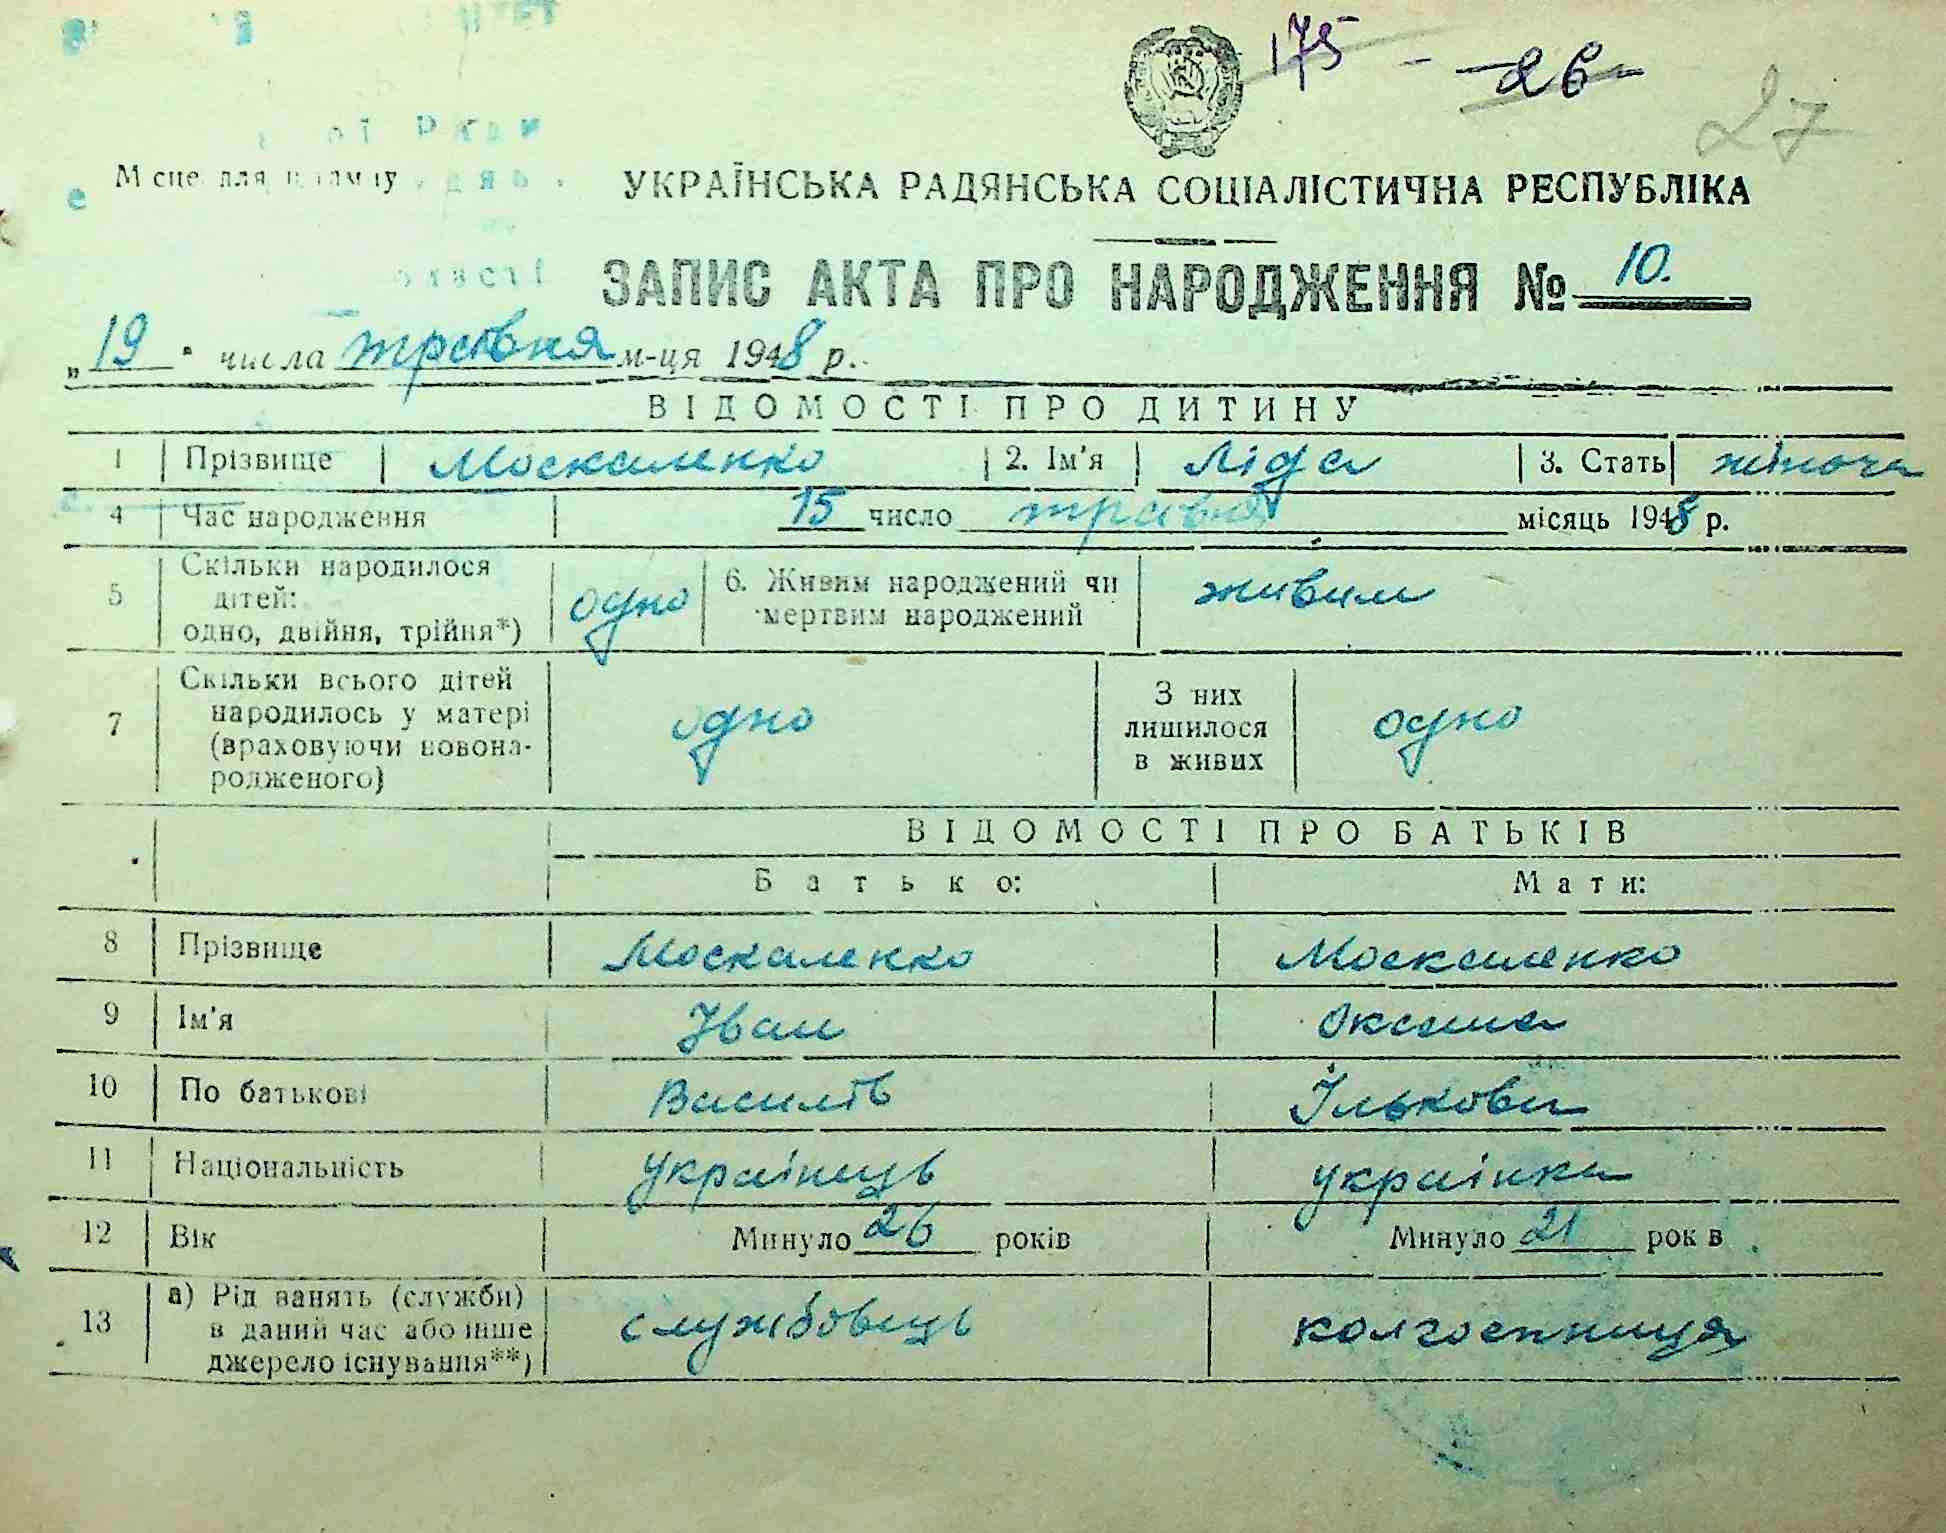 175 - 26 27
Місце для штампу
УКРАЇНСЬКА РАДЯНСЬКА СОЦІАЛІСТИЧНА РЕСПУБЛІКА
ЗАПИС АКТА ПРО НАРОДЖЕННЯ № 10.
„19" числа травня м-ця 1948 р.
ВІДОМОСТІ ПРО ДИТИНУ
1 Прізвище Москаленко 2. Ім'я Ліда 3. Стать жіноча
4 Час народження 15 число травня місяць 1948 р.
5 Скільки народилося дітей: одно, двійня, трійня*) одно 6. Живим народжений чи мертвим народжений живим
7 Скільки всього дітей народилось у матері (враховуючи новонародженого) одно З них лишилося в живих одно
ВІДОМОСТІ ПРО БАТЬКІВ
Батько: Мати:
8 Прізвище Москаленко Москаленко
9 Ім'я Іван Оксана
10 По батькові Василів Ількови
11 Національність українець українка
12 Вік Минуло 26 років Минуло 21 років
13 а) Рід занять (служби) в даний час або інше джерело існування**) службовець колгоспниця